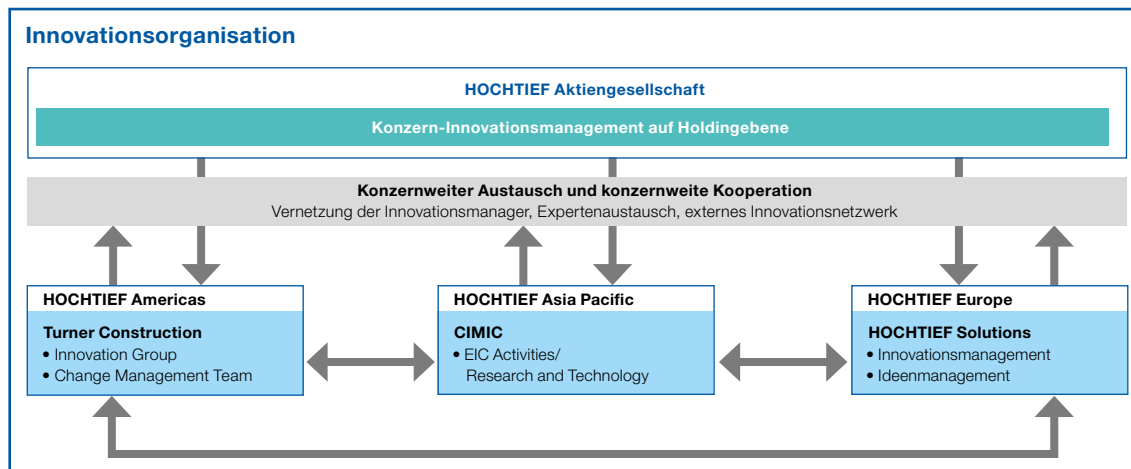 Innovationsorganisation
HOCHTIEF Aktiengesellschaft
Konzern-Innovationsmanagement auf Holdingebene
Konzernweiter Austausch und konzernweite Kooperation
Vernetzung der Innovationsmanager, Expertenaustausch, externes Innovationsnetzwerk
HOCHTIEF Americas
Turner Construction
• Innovation Group
• Change Management Team
HOCHTIEF Asia Pacific
CIMIC
• EIC Activities/
Research and Technology
HOCHTIEF Europe
HOCHTIEF Solutions
• Innovationsmanagement
• Ideenmanagement